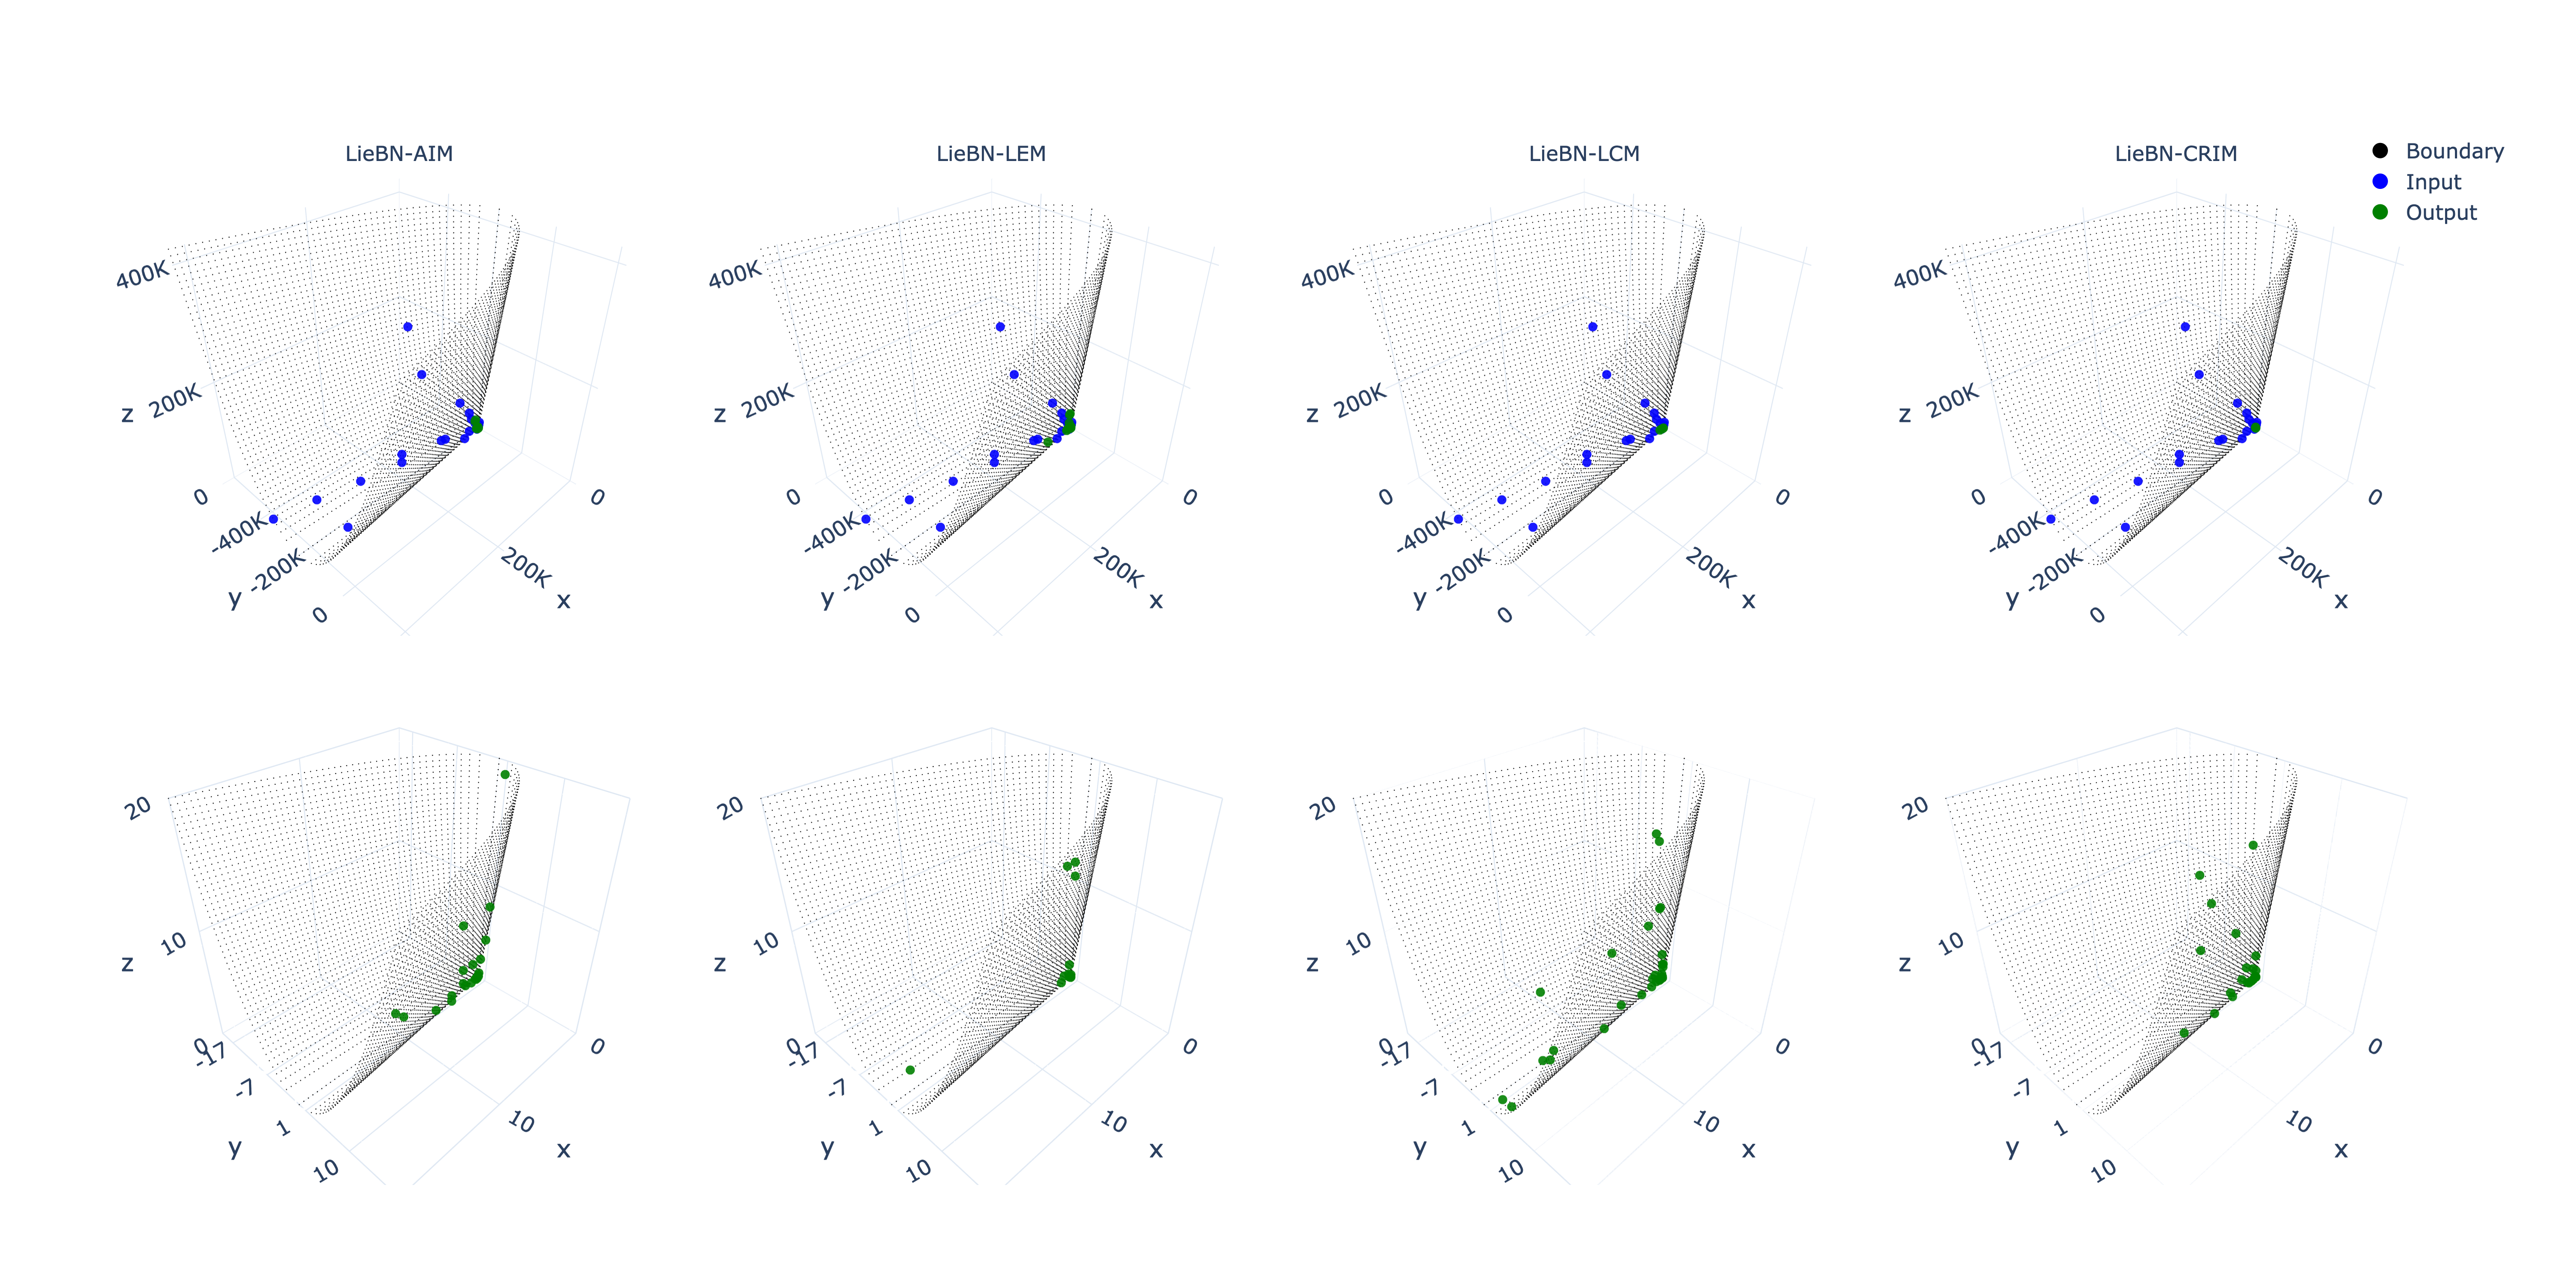 LieBN-AIM
LieBN-LEM
LieBN-LCM
LieBN-CRIM
Boundary
Input
Output
400K
200K
z
0
-400K
-200K
y
0
200K
x
0
400K
200K
z
0
-400K
-200K
y
0
200K
x
0
400K
200K
z
0
-400K
-200K
y
0
200K
x
0
400K
200K
z
0
-400K
-200K
y
0
200K
x
0
20
10
z
0
-17
-7
1
y
10
10
x
0
20
10
z
0
-17
-7
1
y
10
10
x
0
20
10
z
0
-17
-7
1
y
10
10
x
0
20
10
z
0
-17
-7
1
y
10
10
x
0